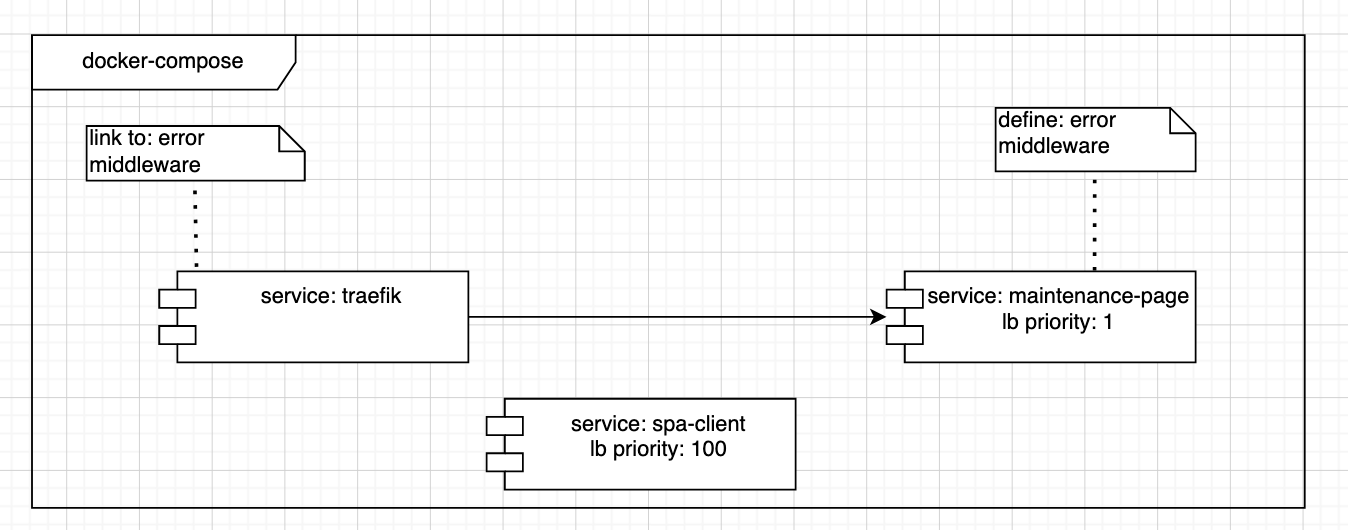 docker-compose
link to: error
middleware
define: error
middleware
service: traefik
service: maintenance-page
lb priority: 1
service: spa-client
lb priority: 100